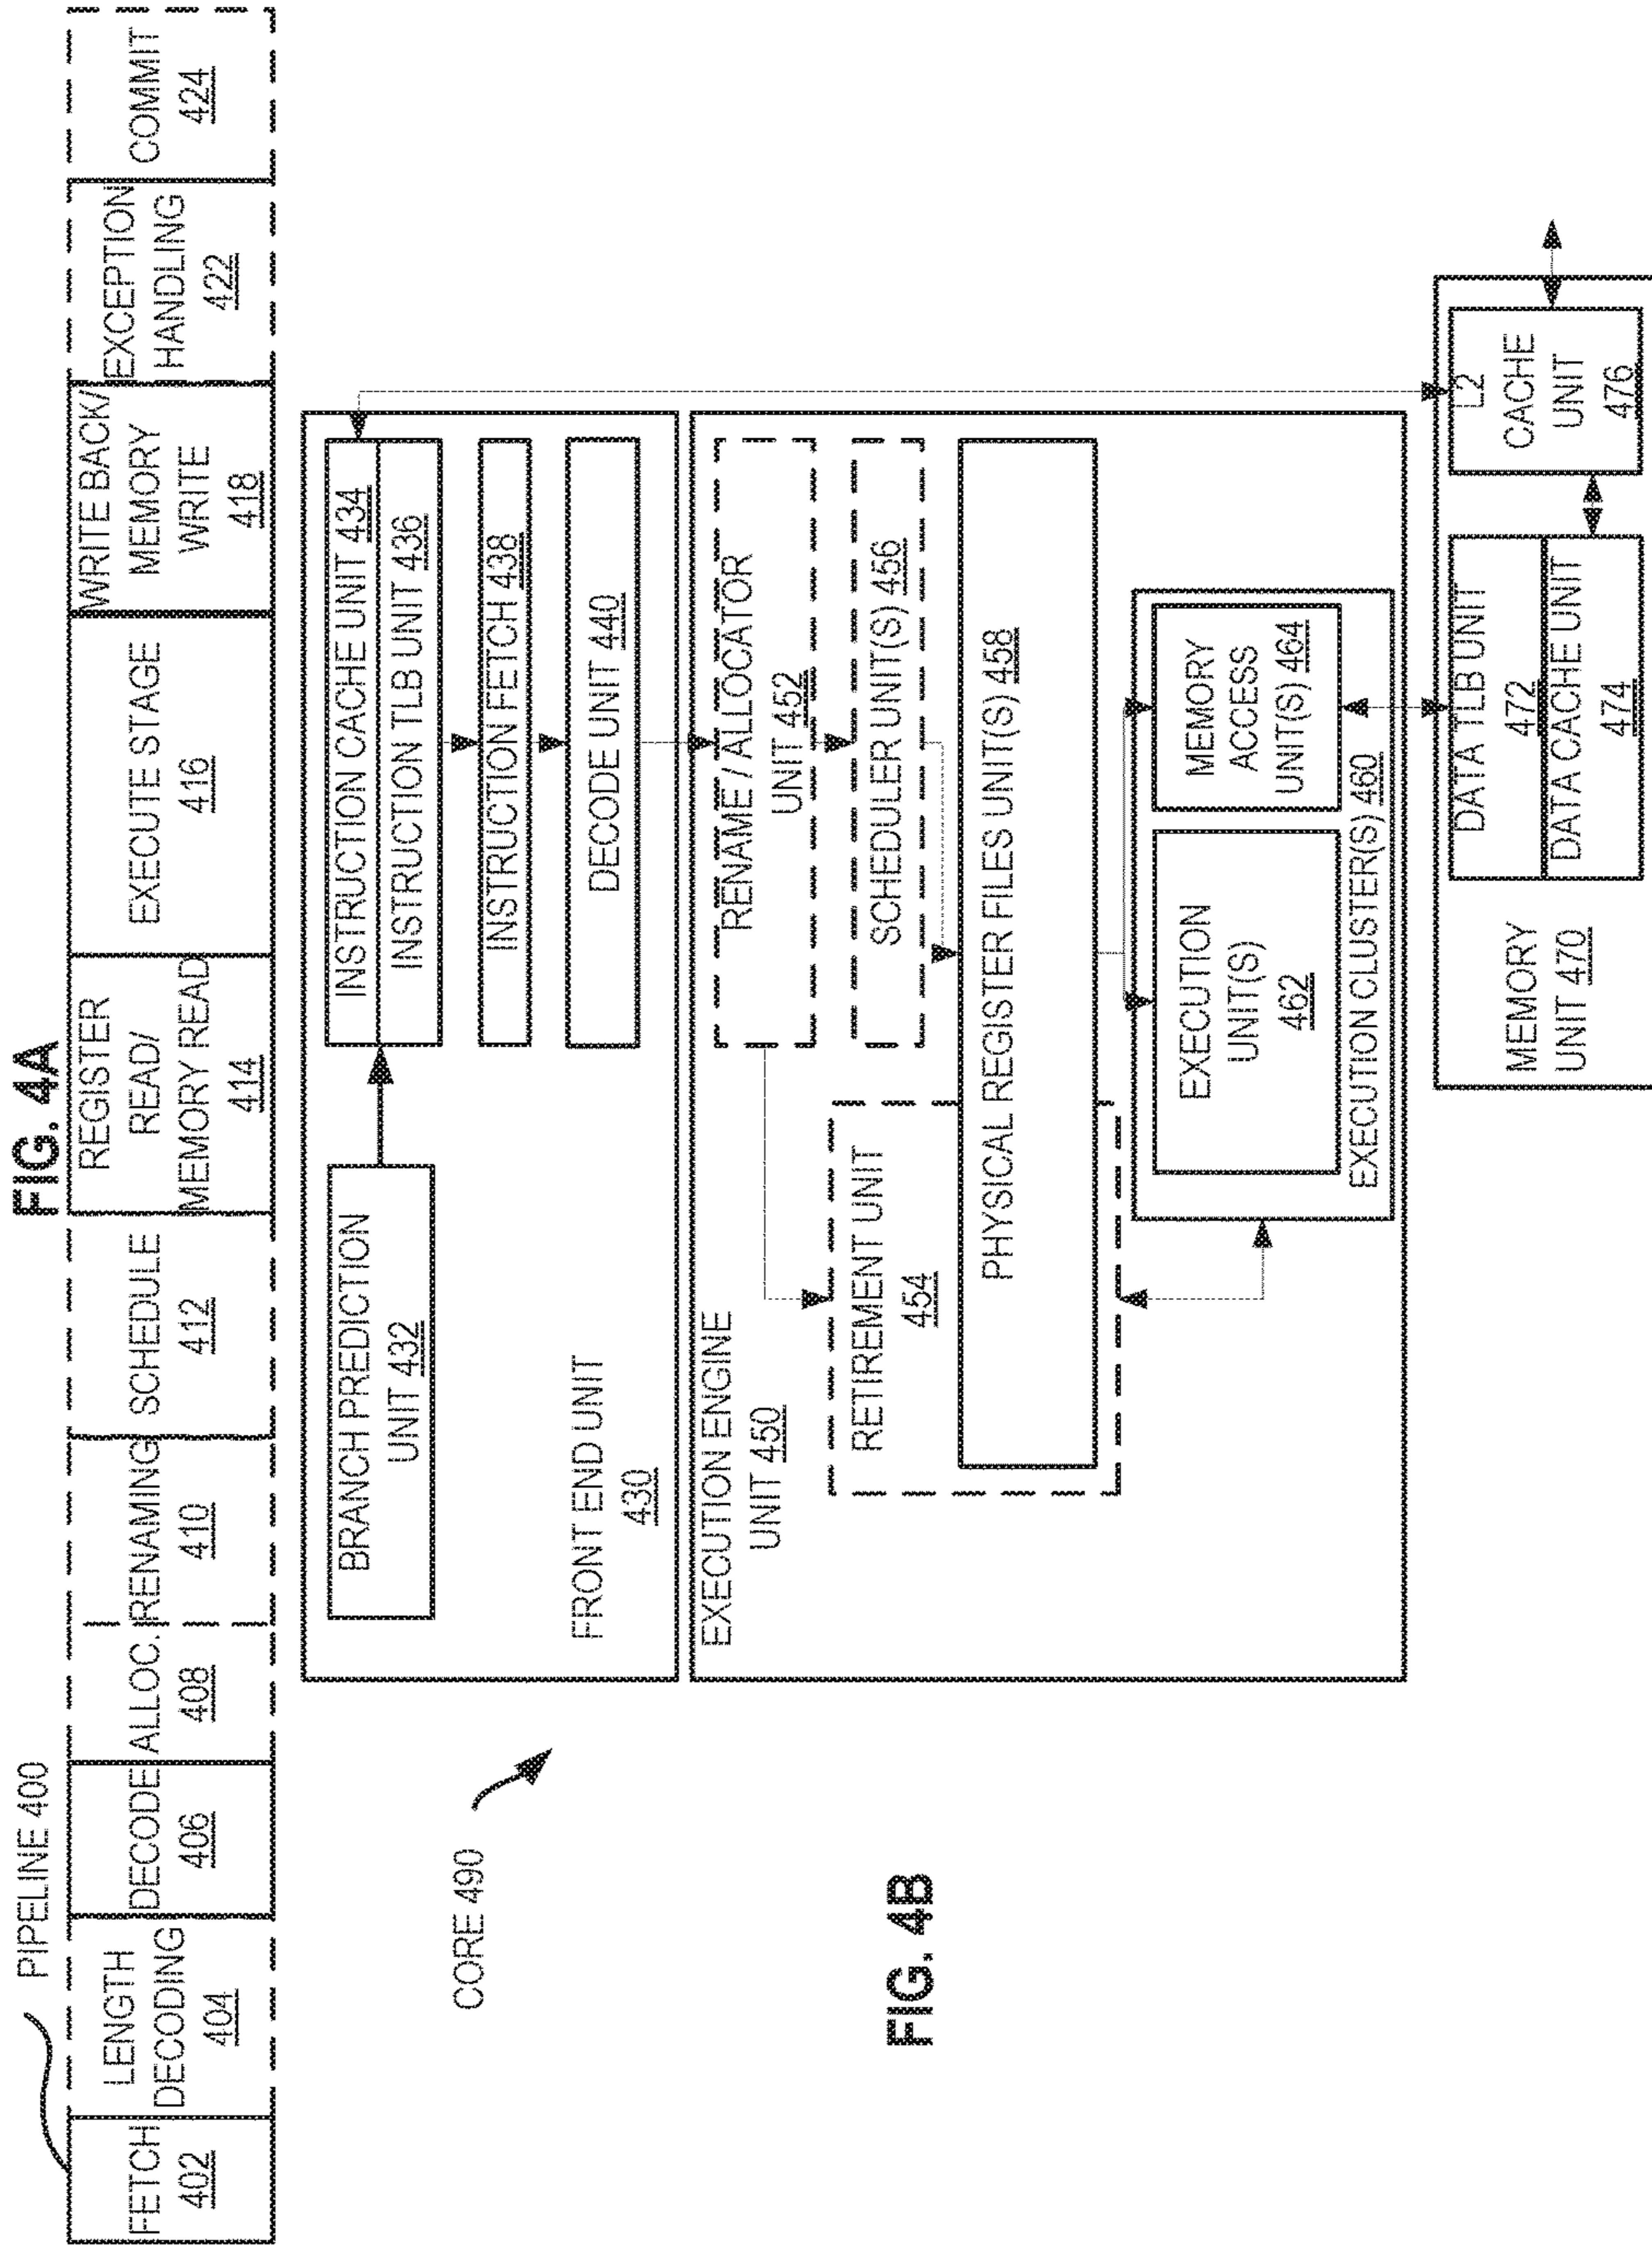 FIG. 4A
PIPELINE 400
FETCH
402
LENGTH
DECODING
404
DECODE
406
ALLOC.
408
RENAMING
410
SCHEDULE
412
REGISTER
READ/
MEMORY READ
414
EXECUTE STAGE
416
WRITE BACK/
MEMORY
WRITE
418
EXCEPTION
HANDLING
422
COMMIT
424
CORE 490
BRANCH PREDICTION
UNIT 432
INSTRUCTION CACHE UNIT 434
INSTRUCTION TLB UNIT 436
INSTRUCTION FETCH 438
DECODE UNIT 440
FRONT END UNIT
430
EXECUTION ENGINE
UNIT 450
RENAME / ALLOCATOR
UNIT 452
SCHEDULER UNIT(S) 456
RETIREMENT UNIT
454
PHYSICAL REGISTER FILES UNIT(S) 458
EXECUTION
UNIT(S)
462
MEMORY
ACCESS
UNIT(S) 464
EXECUTION CLUSTER(S) 460
MEMORY
UNIT 470
DATA TLB UNIT
472
DATA CACHE UNIT
474
L2
CACHE
UNIT
476
FIG. 4B